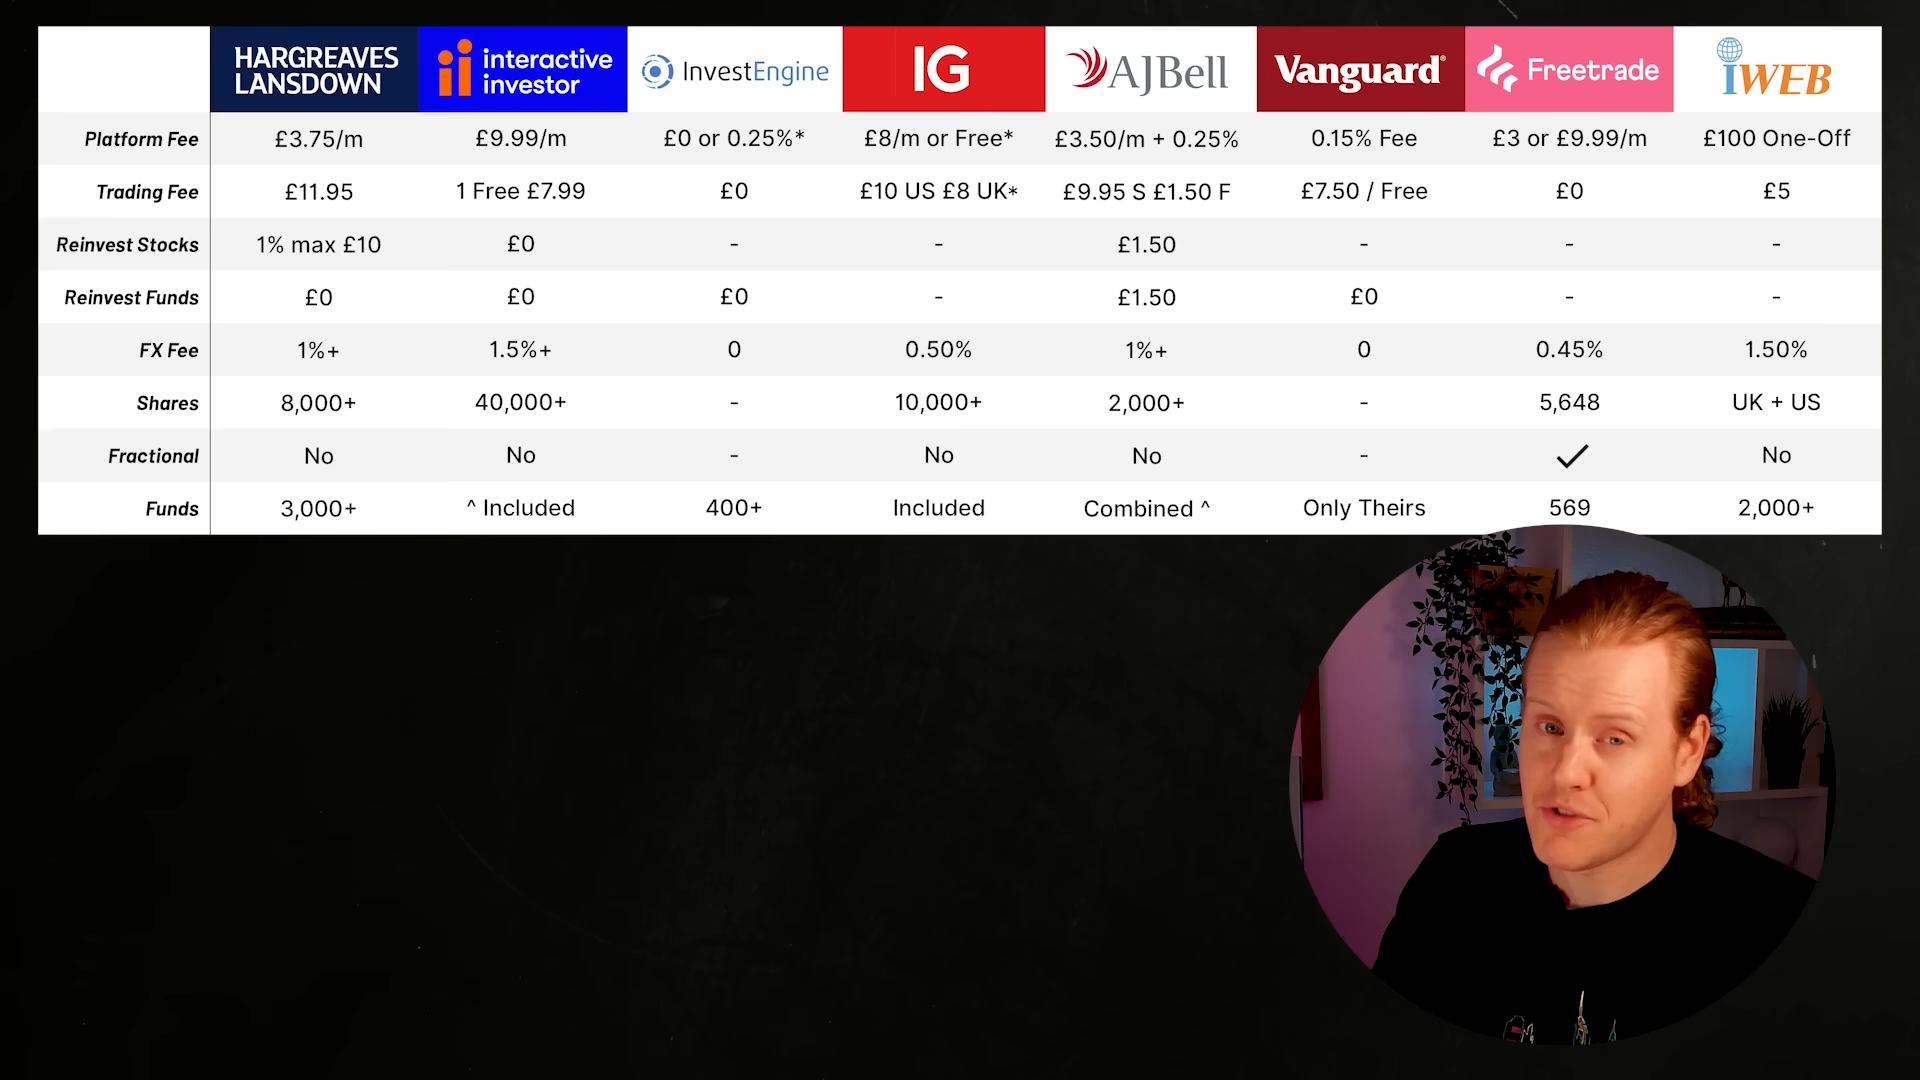 HARGREAVES LANSDOWN interactive investor InvestEngine IG AJBell Vanguard Freetrade IWEB
Platform Fee £3.75/m £9.99/m £0 or 0.25%* £8/m or Free* £3.50/m + 0.25% 0.15% Fee £3 or £9.99/m £100 One-Off
Trading Fee £11.95 1 Free £7.99 £0 £10 US £8 UK* £9.95 S £1.50 F £7.50 / Free £0 £5
Reinvest Stocks 1% max £10 £0 - - £1.50 - - -
Reinvest Funds £0 £0 £0 - £1.50 £0 - -
FX Fee 1%+ 1.5%+ 0 0.50% 1%+ 0 0.45% 1.50%
Shares 8,000+ 40,000+ - 10,000+ 2,000+ - 5,648 UK + US
Fractional No No - No No - ✓ No
Funds 3,000+ ^ Included 400+ Included Combined ^ Only Theirs 569 2,000+